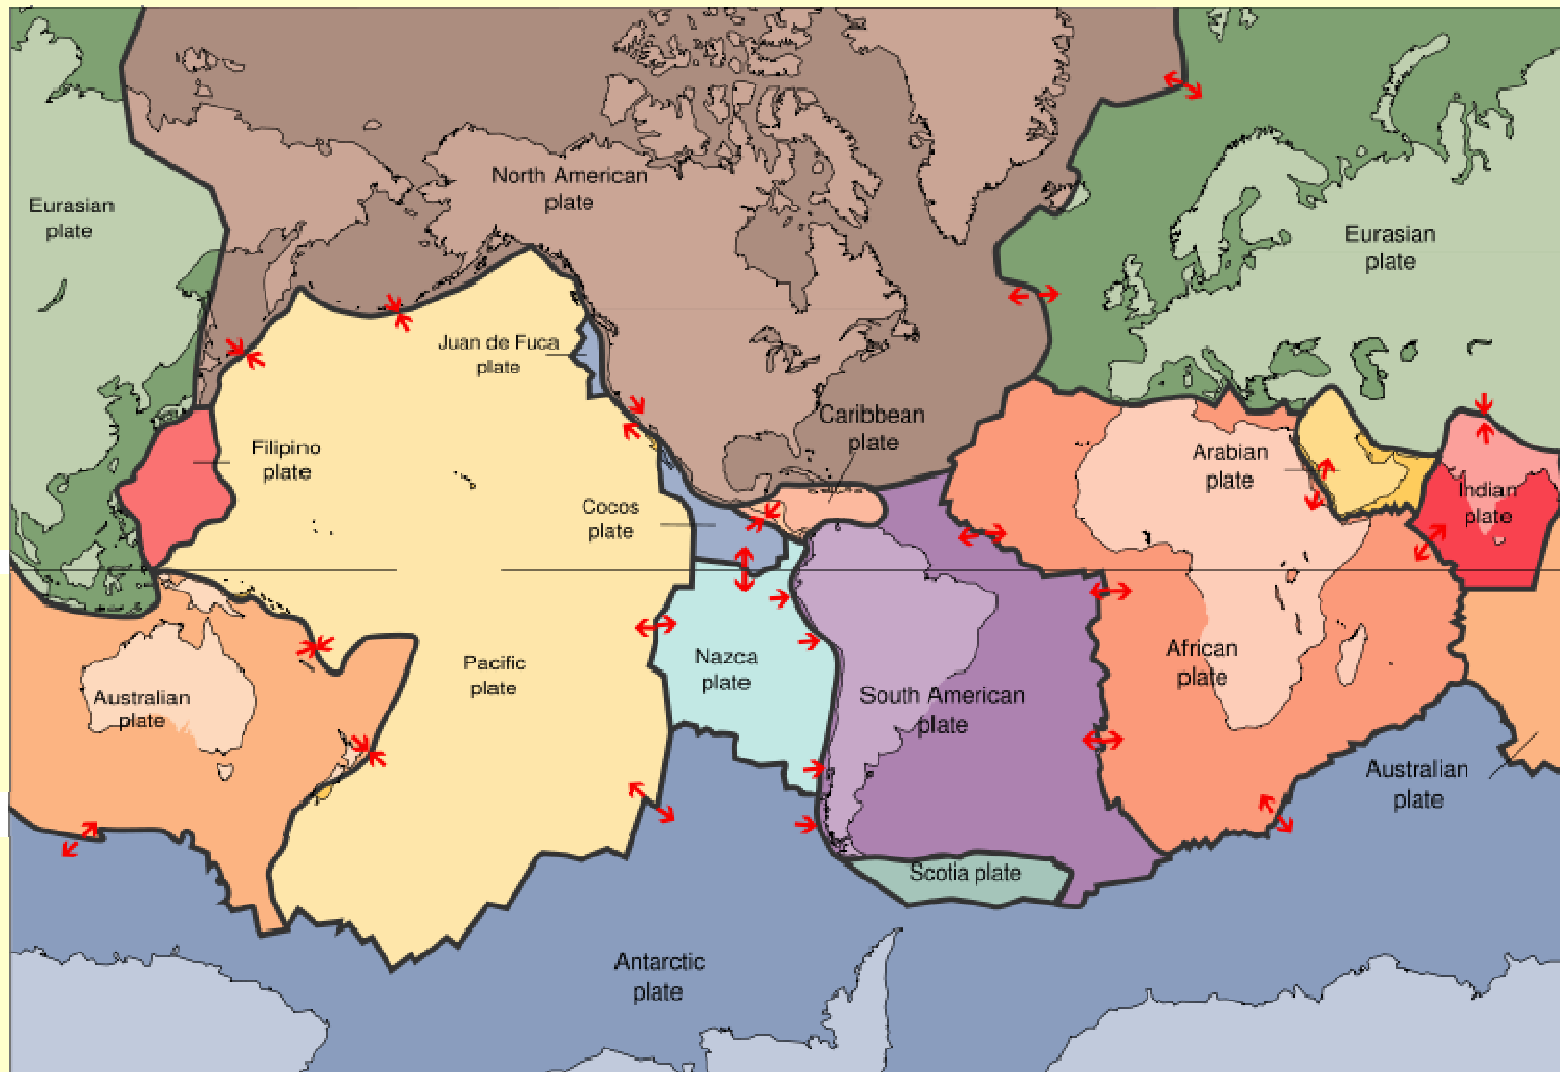 North American
plate
Eurasian
plate
Eurasian
plate
Juan de Fuca
plate
Caribbean
plate
Filipino
plate
Arabian
plate
Indian
plate
Cocos
plate
African
plate
Nazca
plate
Pacific
plate
South American
plate
Australian
plate
Australian
plate
Scotia plate
Antarctic
plate